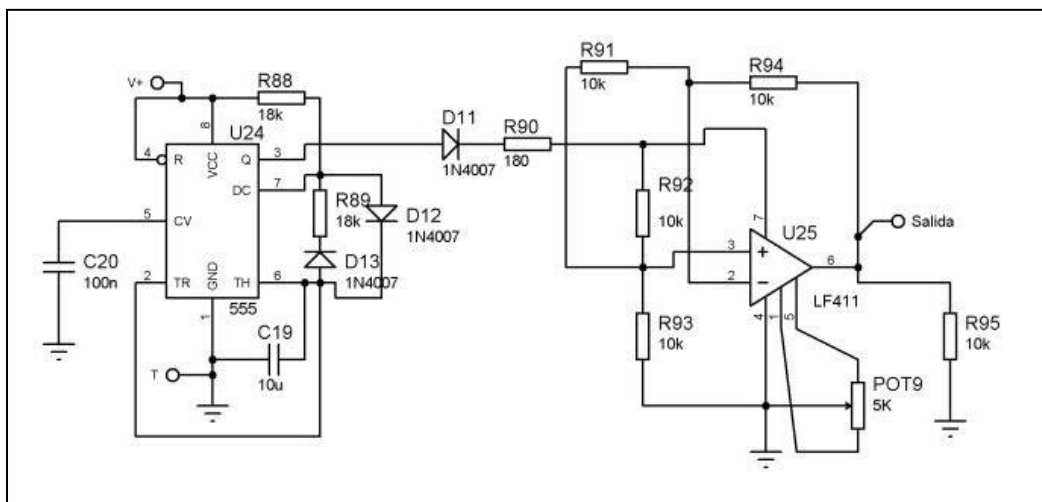 V+
R88
18k
U24
8
VCC
4
R
Q
3
DC
7
5
CV
C20
100n
2
TR
GND
TH
6
1
555
R89
18k
D12
1N4007
D13
1N4007
C19
10u
T
D11
1N4007
R90
180
R91
10k
R94
10k
R92
10k
7
U25
3
2
6
LF411
4
1
5
Salida
R93
10k
R95
10k
POT9
5K